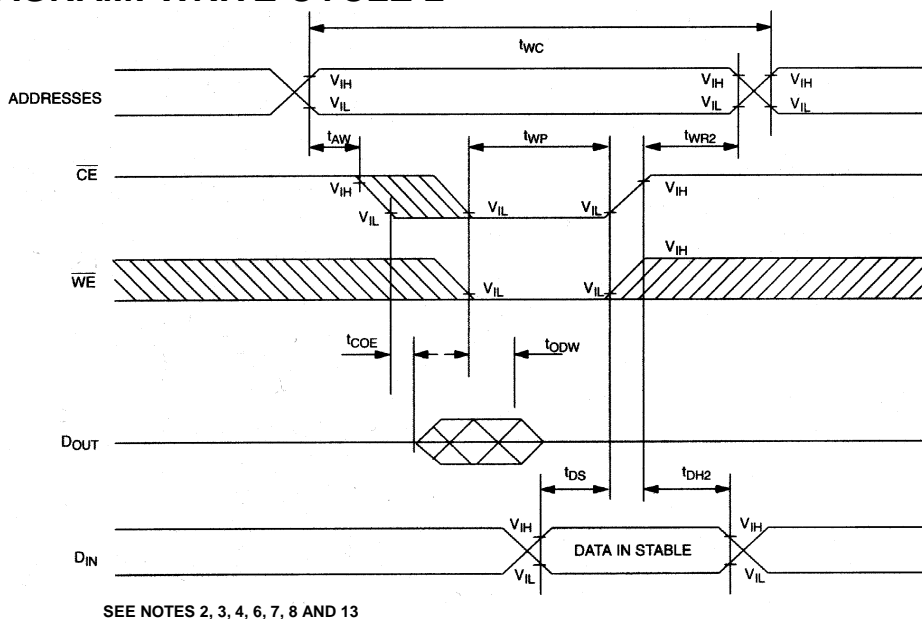 tWC
ADDRESSES
VIH
VIL
VIH
VIL
VIH
VIL
tAW
tWP
tWR2
CE
VIH
VIL
VIL
VIL
VIH
WE
VIL
VIL
VIH
tCOE
tODW
DOUT
tDS
tDH2
DIN
VIH
VIL
DATA IN STABLE
VIH
VIL
SEE NOTES 2, 3, 4, 6, 7, 8 AND 13